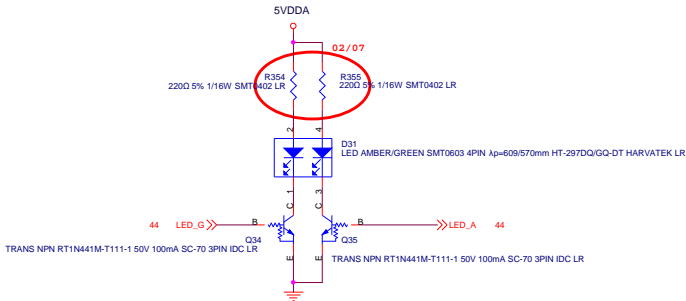 5VDDA
02/07
R354
R355
220Ω 5% 1/16W SMT0402 LR
220Ω 5% 1/16W SMT0402 LR
2
4
D31
LED AMBER/GREEN SMT0603 4PIN λp=609/570mm HT-297DQ/GQ-DT HARVATEK LR
1
3
C
C
44
LED_G
B
B
LED_A
44
Q34
Q35
TRANS NPN RT1N441M-T111-1 50V 100mA SC-70 3PIN IDC LR
E
E
TRANS NPN RT1N441M-T111-1 50V 100mA SC-70 3PIN IDC LR